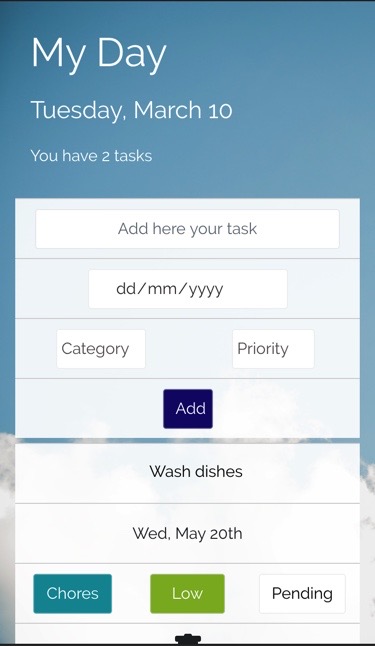 My Day
Tuesday, March 10
You have 2 tasks
Add here your task
dd/mm/yyyy
Category Priority
Add
Wash dishes
Wed, May 20th
Chores Low Pending